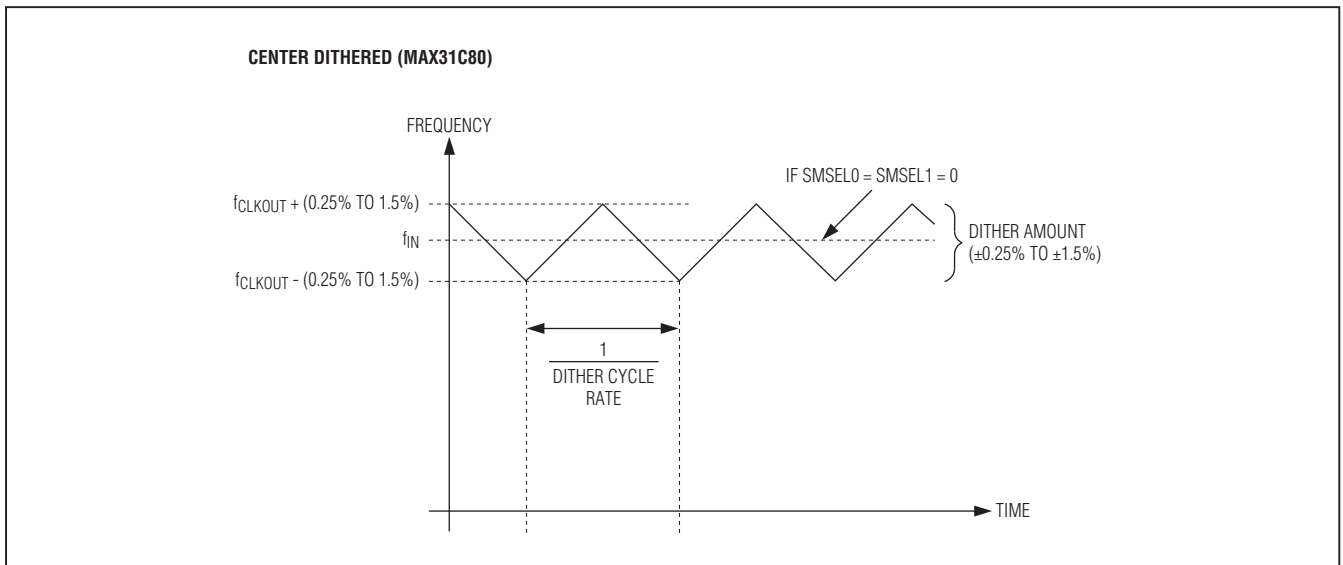 CENTER DITHERED (MAX31C80)
FREQUENCY
IF SMSEL0 = SMSEL1 = 0
fCLKOUT + (0.25% TO 1.5%)
fIN
fCLKOUT - (0.25% TO 1.5%)
DITHER AMOUNT
(±0.25% TO ±1.5%)
1
DITHER CYCLE
RATE
TIME